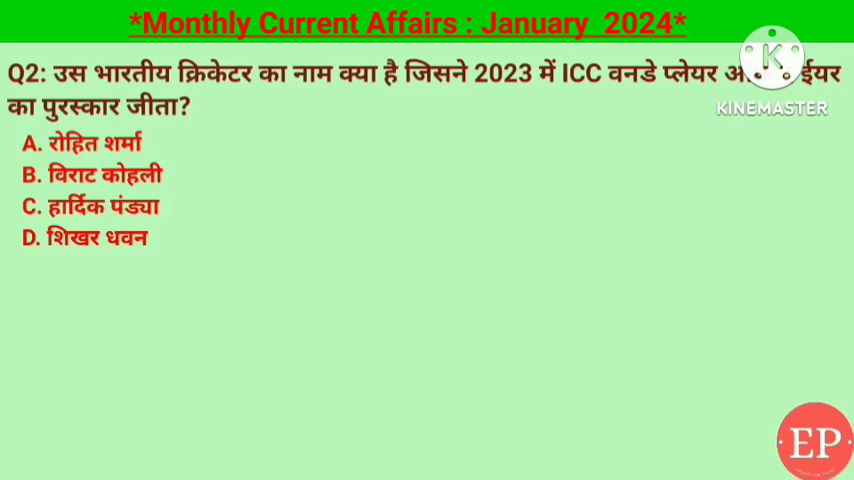 *Monthly Current Affairs : January 2024*
Q2: उस भारतीय क्रिकेटर का नाम क्या है जिसने 2023 में ICC वनडे प्लेयर ईयर
का पुरस्कार जीता?
K
KINEMASTER
A. रोहित शर्मा
B. विराट कोहली
C. हार्दिक पंड्या
D. शिखर धवन
EP